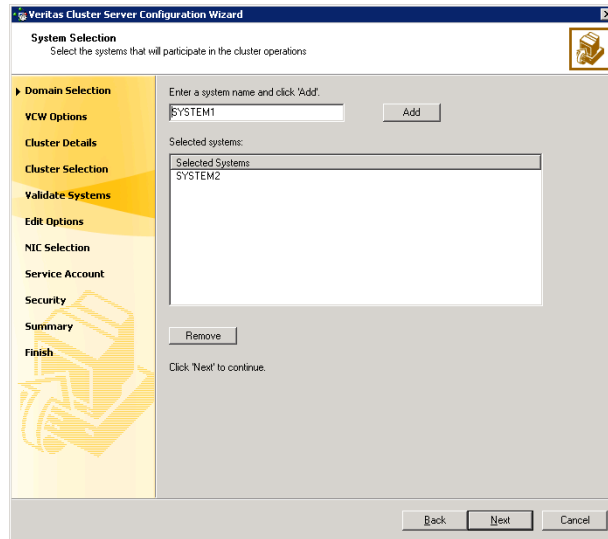 Veritas Cluster Server Configuration Wizard
System Selection
Select the systems that will participate in the cluster operations
Domain Selection
VCW Options
Cluster Details
Cluster Selection
Validate Systems
Edit Options
NIC Selection
Service Account
Security
Summary
Finish
Enter a system name and click 'Add'.
SYSTEM1
Add
Selected systems:
Selected Systems
SYSTEM2
Remove
Click 'Next' to continue.
Back
Next
Cancel